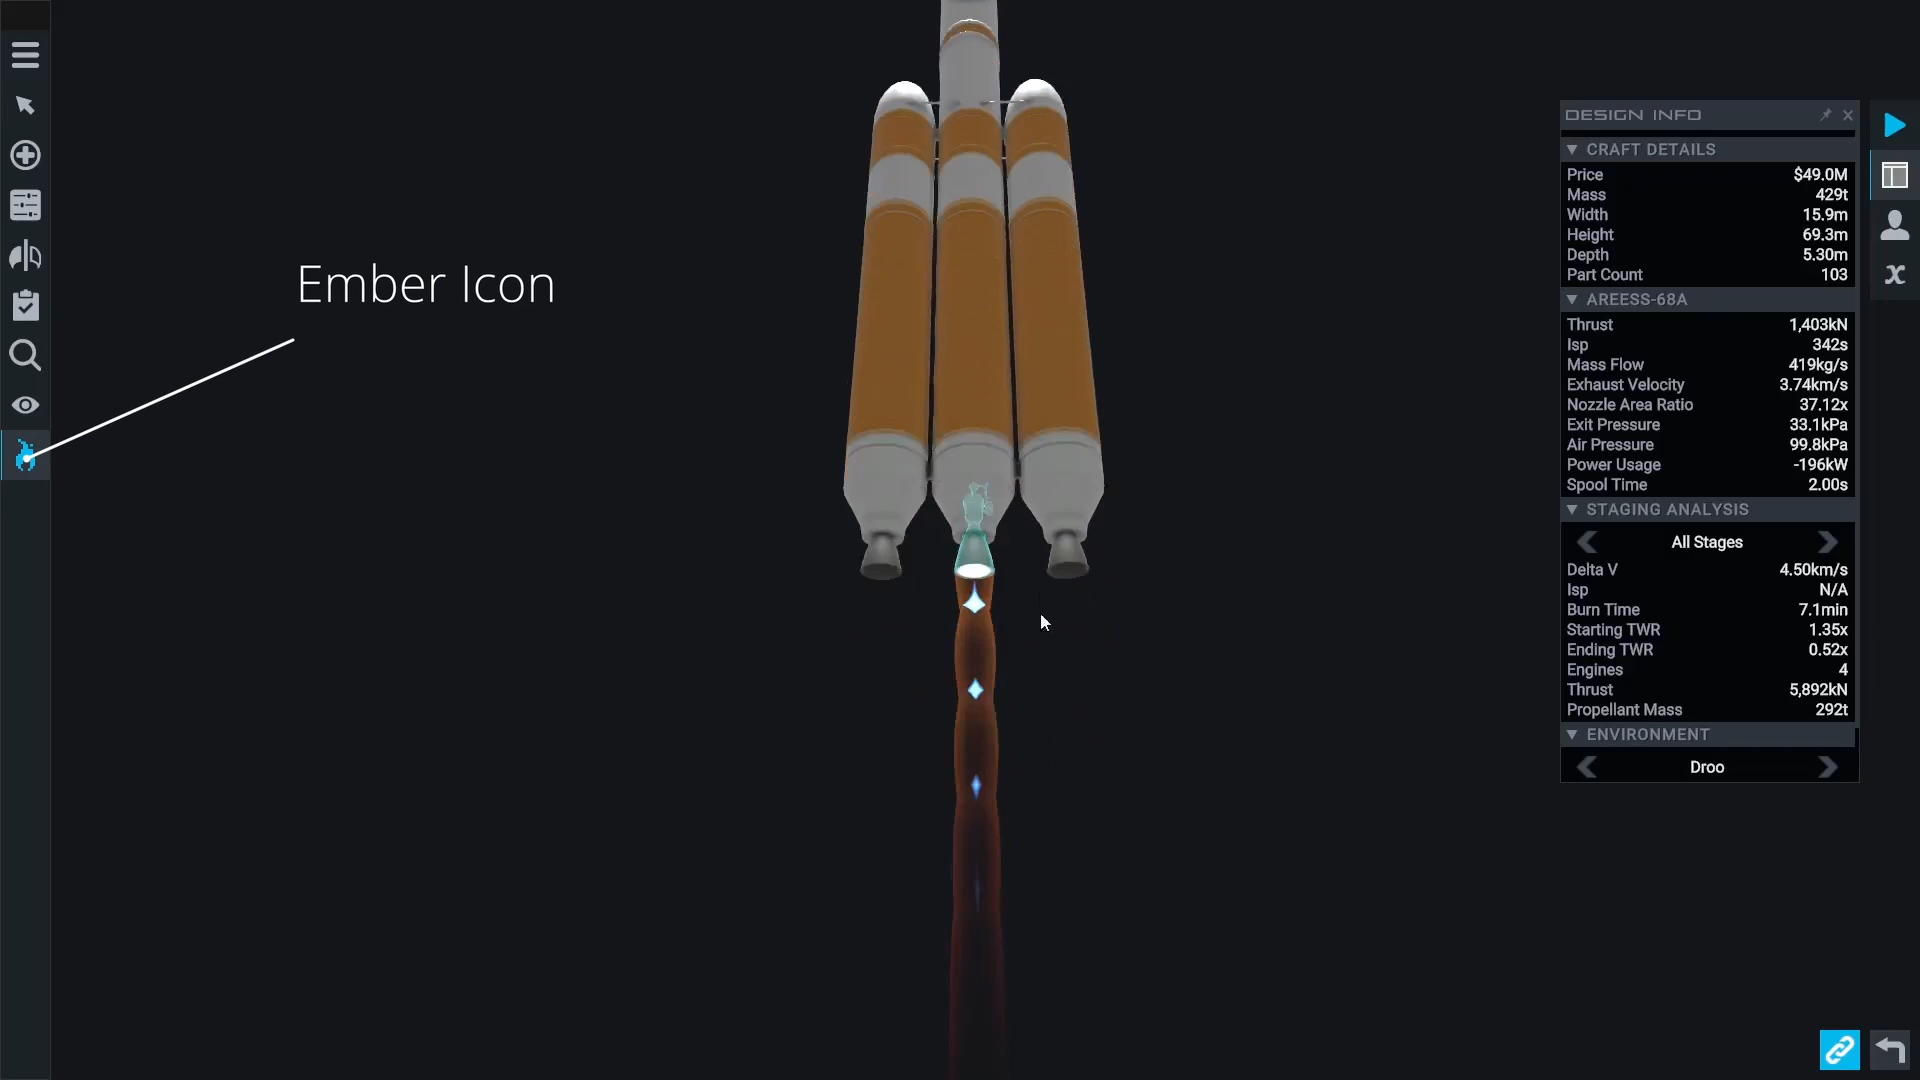 Ember Icon
DESIGN INFO
CRAFT DETAILS
Price $49.0M
Mass 429t
Width 15.9m
Height 69.3m
Depth 5.30m
Part Count 103
AREESS-68A
Thrust 1,403kN
Isp 342s
Mass Flow 419kg/s
Exhaust Velocity 3.74km/s
Nozzle Area Ratio 37.12x
Exit Pressure 33.1kPa
Air Pressure 99.8kPa
Power Usage -196kW
Spool Time 2.00s
STAGING ANALYSIS
All Stages
Delta V 4.50km/s
Isp N/A
Burn Time 7.1min
Starting TWR 1.35x
Ending TWR 0.52x
Engines 4
Thrust 5,892kN
Propellant Mass 292t
ENVIRONMENT
Droo